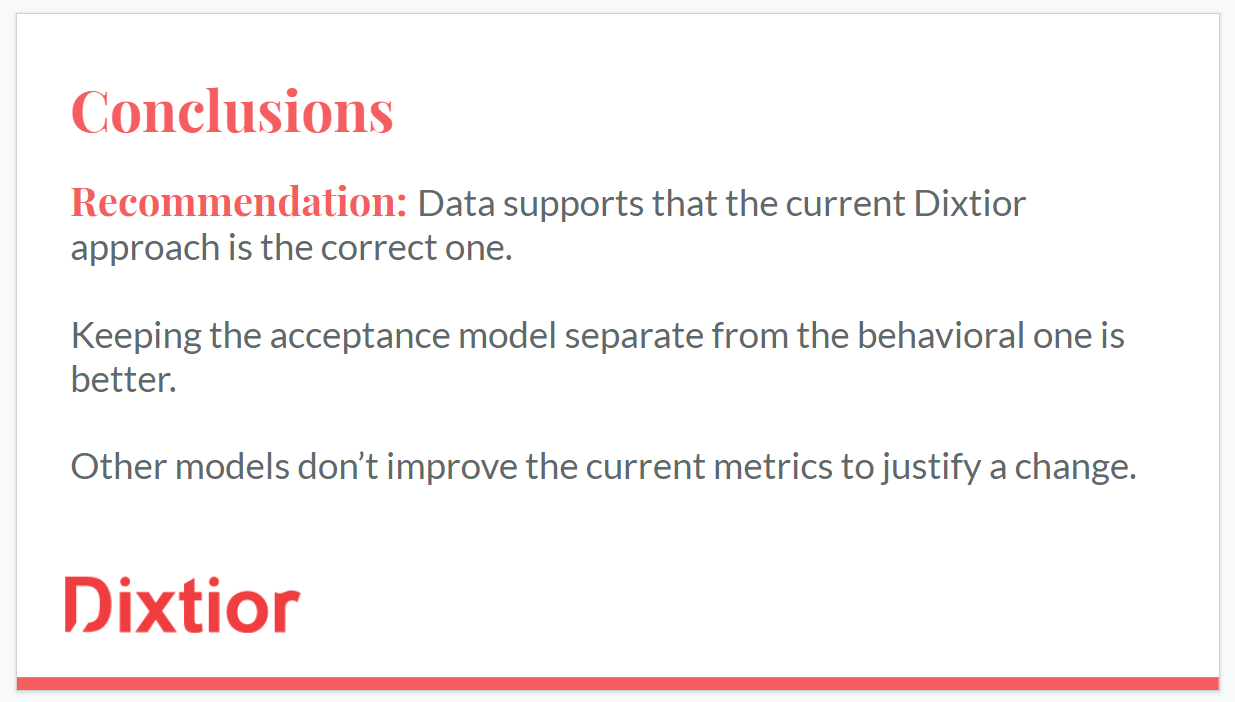 Conclusions
Recommendation: Data supports that the current Dixtior
approach is the correct one.
Keeping the acceptance model separate from the behavioral one is
better.
Other models don’t improve the current metrics to justify a change.
Dixtior